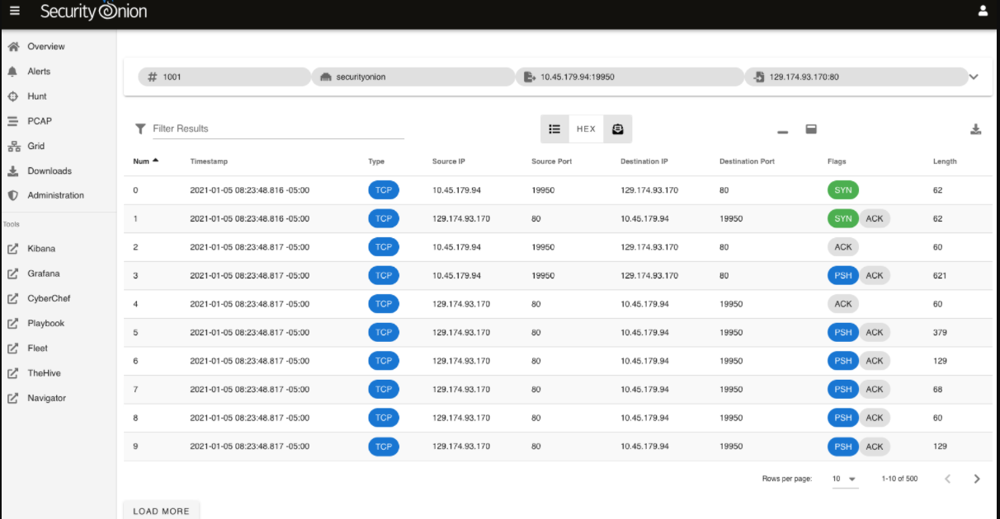 Security Onion
Overview
Alerts
Hunt
PCAP
Grid
Downloads
Administration
Tools
Kibana
Grafana
CyberChef
Playbook
Fleet
TheHive
Navigator
# 1001 securityonion 10.45.179.94:19950 129.174.93.170:80
Filter Results HEX
Num Timestamp Type Source IP Source Port Destination IP Destination Port Flags Length
0 2021-01-05 08:23:48.816 -05:00 TCP 10.45.179.94 19950 129.174.93.170 80 SYN 62
1 2021-01-05 08:23:48.816 -05:00 TCP 129.174.93.170 80 10.45.179.94 19950 SYN ACK 62
2 2021-01-05 08:23:48.816 -05:00 TCP 10.45.179.94 19950 129.174.93.170 80 ACK 60
3 2021-01-05 08:23:48.817 -05:00 TCP 10.45.179.94 19950 129.174.93.170 80 PSH ACK 621
4 2021-01-05 08:23:48.817 -05:00 TCP 129.174.93.170 80 10.45.179.94 19950 ACK 60
5 2021-01-05 08:23:48.817 -05:00 TCP 129.174.93.170 80 10.45.179.94 19950 PSH ACK 379
6 2021-01-05 08:23:48.817 -05:00 TCP 129.174.93.170 80 10.45.179.94 19950 PSH ACK 129
7 2021-01-05 08:23:48.817 -05:00 TCP 129.174.93.170 80 10.45.179.94 19950 PSH ACK 68
8 2021-01-05 08:23:48.817 -05:00 TCP 129.174.93.170 80 10.45.179.94 19950 PSH ACK 60
9 2021-01-05 08:23:48.817 -05:00 TCP 129.174.93.170 80 10.45.179.94 19950 PSH ACK 129
Rows per page: 10 1-10 of 500
LOAD MORE